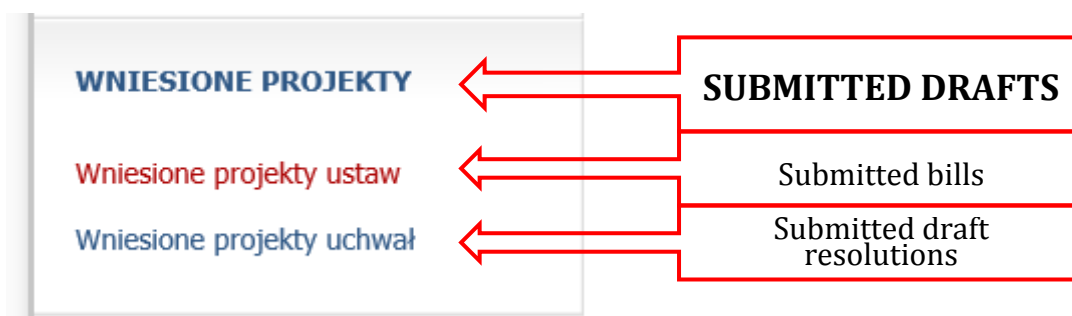 WNIESIONE PROJEKTY
SUBMITTED DRAFTS
Wniesione projekty ustaw
Submitted bills
Wniesione projekty uchwał
Submitted draft
resolutions